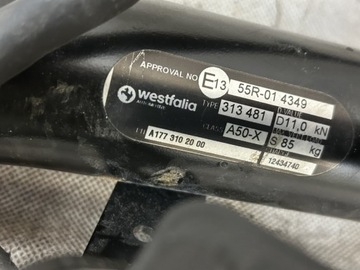 APPROVAL NO E13 55R-01 4349
westfalia
TYPE 313 481 D-VALUE D11,0 kN
CLASS A50-X S 85 kg
A177 310 20 00 12434740